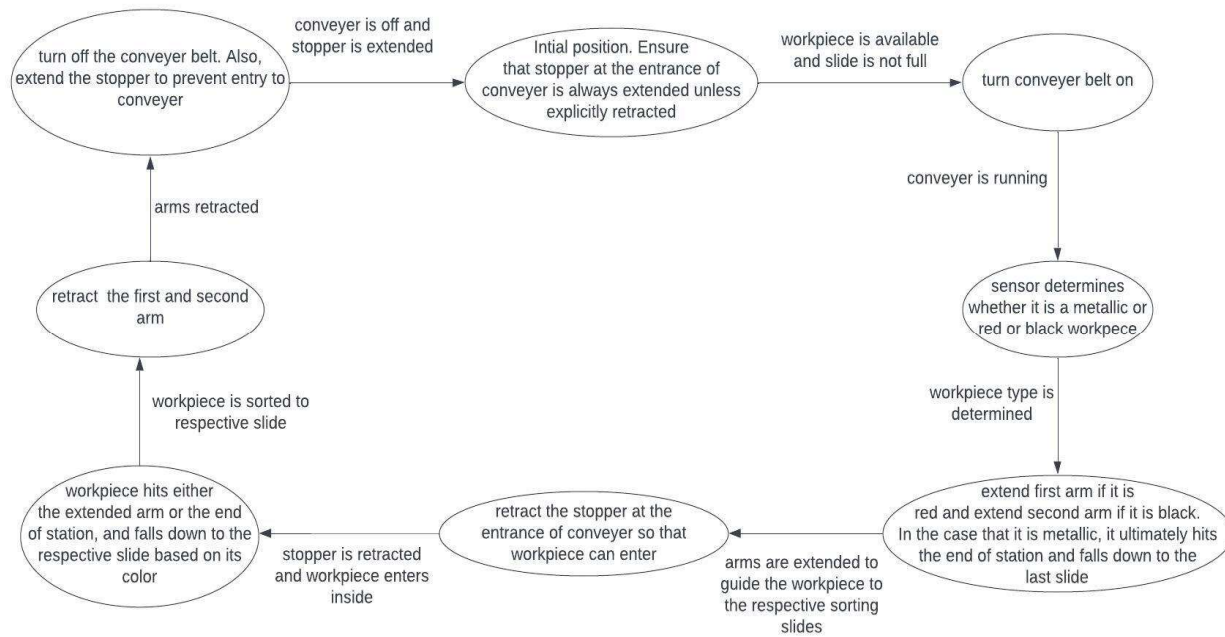 turn off the conveyer belt. Also,
extend the stopper to prevent entry to
conveyer
conveyer is off and
stopper is extended
Intial position. Ensure
that stopper at the entrance of
conveyer is always extended unless
explicitly retracted
workpiece is available
and slide is not full
turn conveyer belt on
conveyer is running
sensor determines
whether it is a metallic or
red or black workpece
workpiece type is
determined
extend first arm if it is
red and extend second arm if it is black.
In the case that it is metallic, it ultimately hits
the end of station and falls down to the
last slide
arms are extended to
guide the workpiece to
the respective sorting
slides
retract the stopper at the
entrance of conveyer so that
workpiece can enter
stopper is retracted
and workpiece enters
inside
workpiece hits either
the extended arm or the end
of station, and falls down to the
respective slide based on its
color
workpiece is sorted to
respective slide
retract the first and second
arm
arms retracted